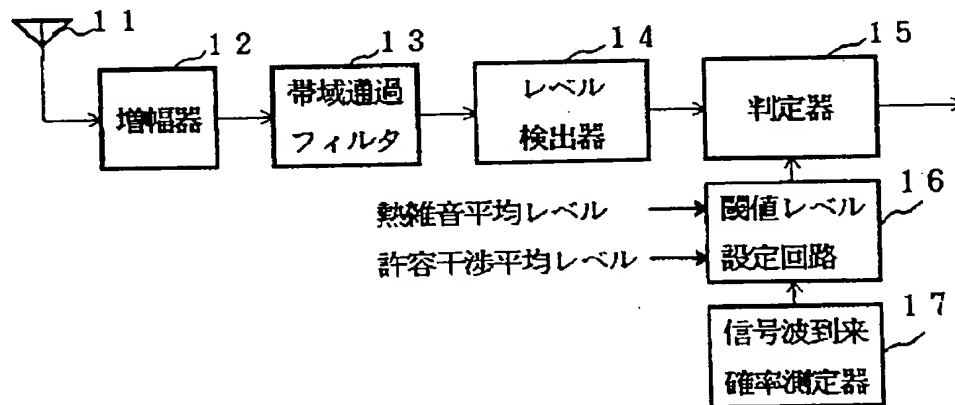 11
12
13
14
15
増幅器
帯域通過
フィルタ
レベル
検出器
判定器
熱雑音平均レベル
許容干渉平均レベル
閾値レベル
設定回路
16
信号波到来
確率測定器
17